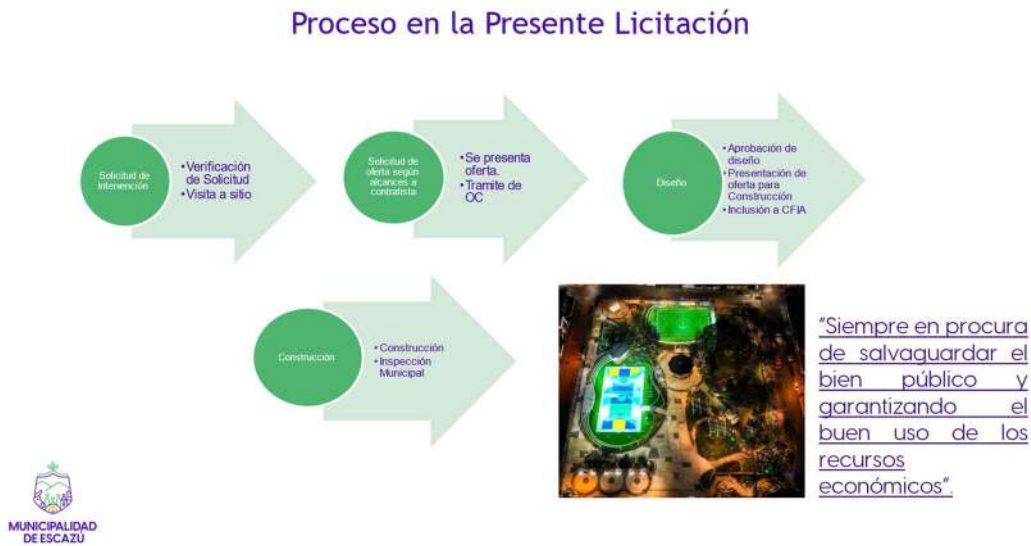 Proceso en la Presente Licitación
Solicitud de
Intervención
•Verificación
de Solicitud
•Visita a sitio
Solicitud de
oferta según
alcances a
contratista
•Se presenta
oferta.
•Tramite de
OC
Diseño
•Aprobación de
diseño
•Presentación de
oferta para
Construcción
•Inclusión a CFIA
Construcción
•Construcción
•Inspección
Municipal
"Siempre en procura
de salvaguardar el
bien público y
garantizando el
buen uso de los
recursos
económicos".
MUNICIPALIDAD
DE ESCAZÚ